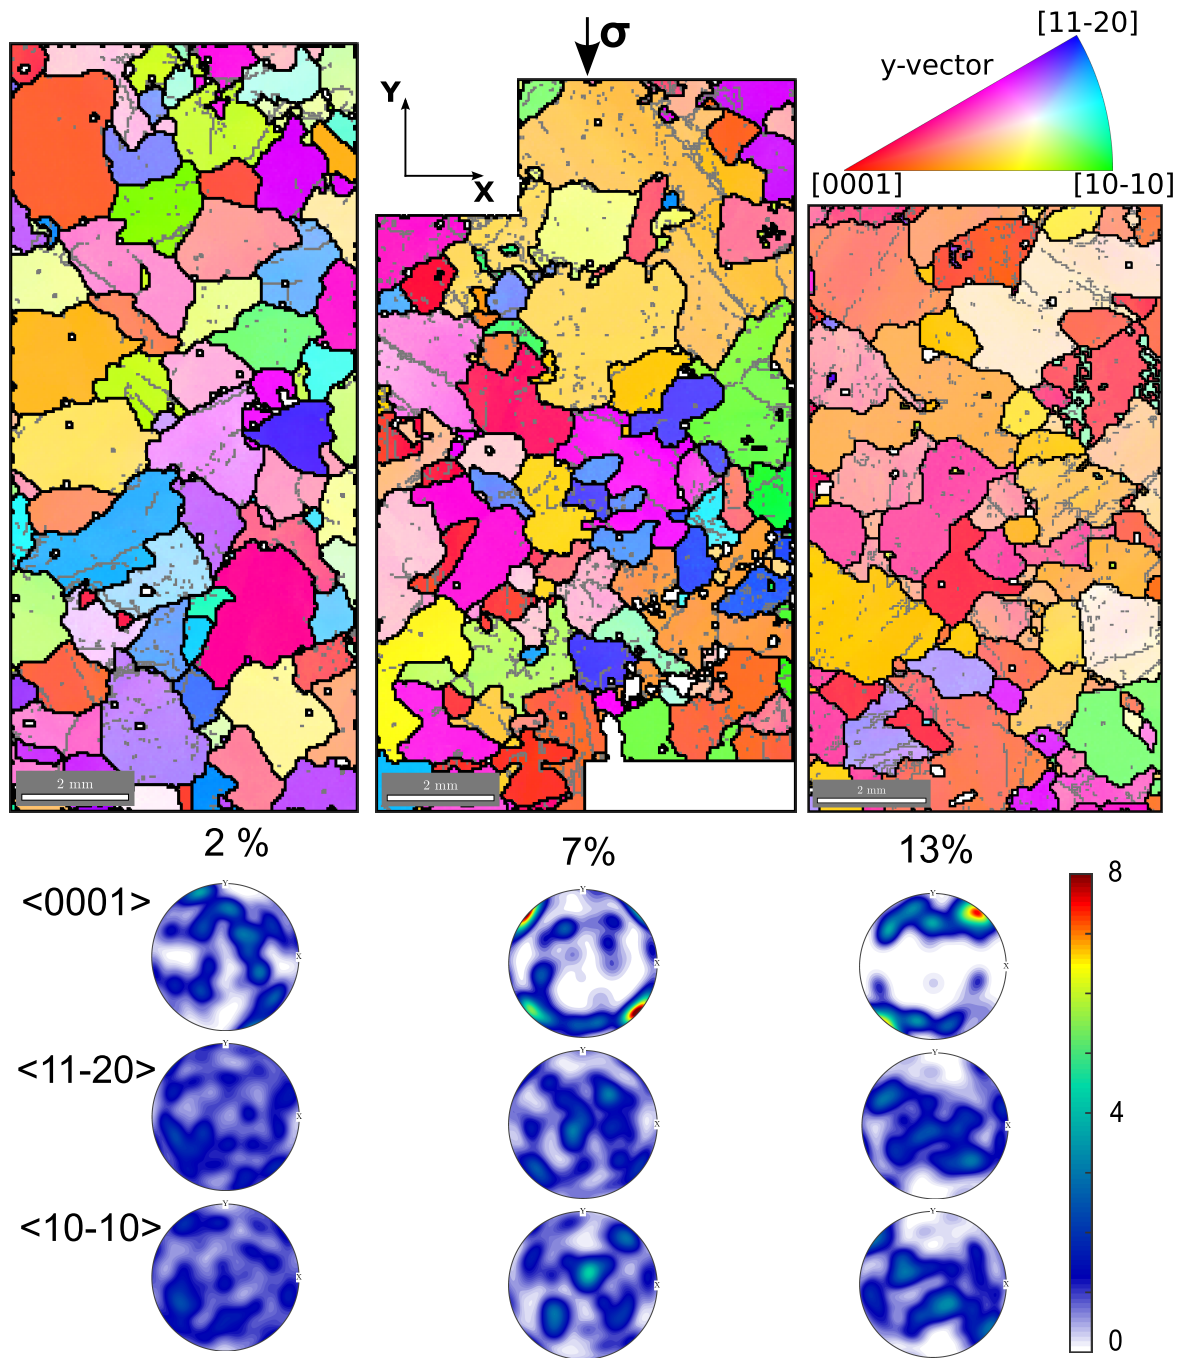 σ
Y
X
[11-20]
y-vector
[0001]
[10-10]
2 mm
2 mm
2 mm
2 %
7%
13%
<0001>
Y
X
Y
X
Y
X
8
<11-20>
Y
X
Y
X
Y
X
4
<10-10>
Y
X
Y
X
Y
X
0